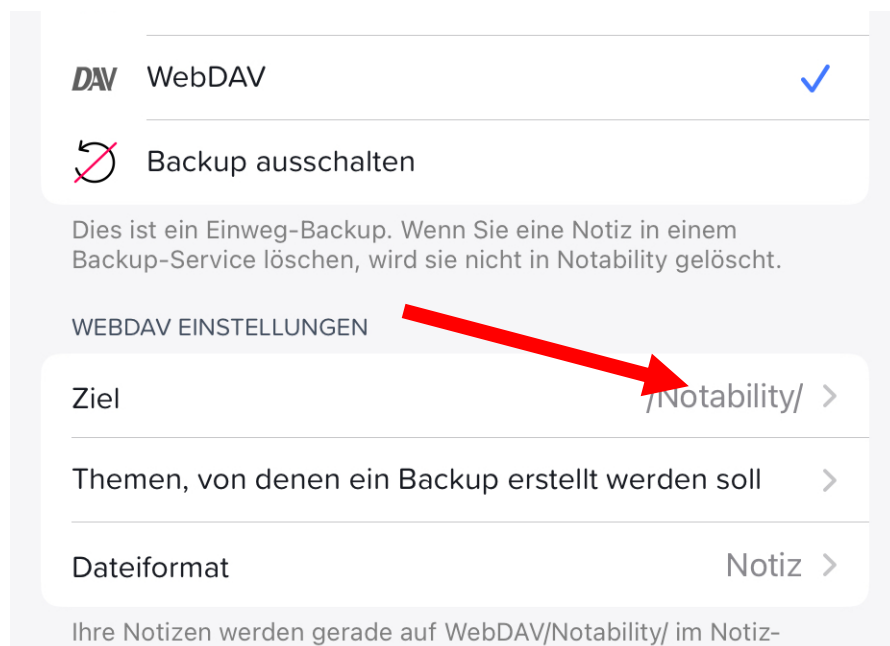 DAV WebDAV
Backup ausschalten
Dies ist ein Einweg-Backup. Wenn Sie eine Notiz in einem
Backup-Service löschen, wird sie nicht in Notability gelöscht.
WEBDAV EINSTELLUNGEN
Ziel /Notability/
Themen, von denen ein Backup erstellt werden soll
Dateiformat Notiz
Ihre Notizen werden gerade auf WebDAV/Notability/ im Notiz-